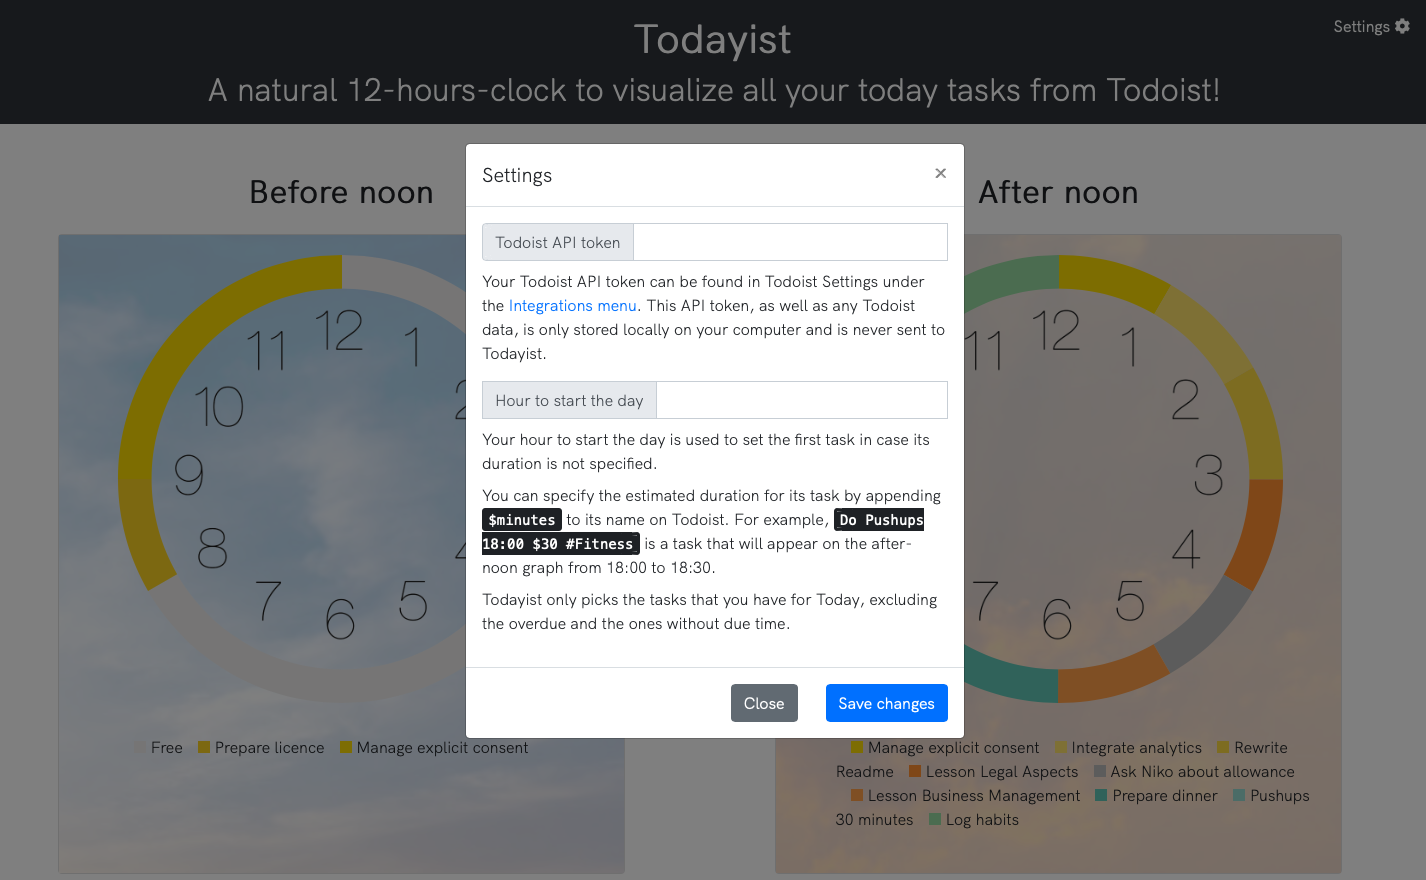 Todayist
Settings
A natural 12-hours-clock to visualize all your today tasks from Todoist!
Before noon
After noon
Settings
×
Todoist API token
Your Todoist API token can be found in Todoist Settings under
the Integrations menu. This API token, as well as any Todoist
data, is only stored locally on your computer and is never sent to
Todayist.
Hour to start the day
Your hour to start the day is used to set the first task in case its
duration is not specified.
You can specify the estimated duration for its task by appending
$minutes to its name on Todoist. For example, Do Pushups
18:00 $30 #Fitness is a task that will appear on the after-
noon graph from 18:00 to 18:30.
Todayist only picks the tasks that you have for Today, excluding
the overdue and the ones without due time.
Close
Save changes
12
1
2
4
5
6
7
8
9
10
11
Free Prepare licence Manage explicit consent
12
1
2
3
4
5
6
7
11
Manage explicit consent Integrate analytics Rewrite
Readme Lesson Legal Aspects Ask Niko about allowance
Lesson Business Management Prepare dinner Pushups
30 minutes Log habits